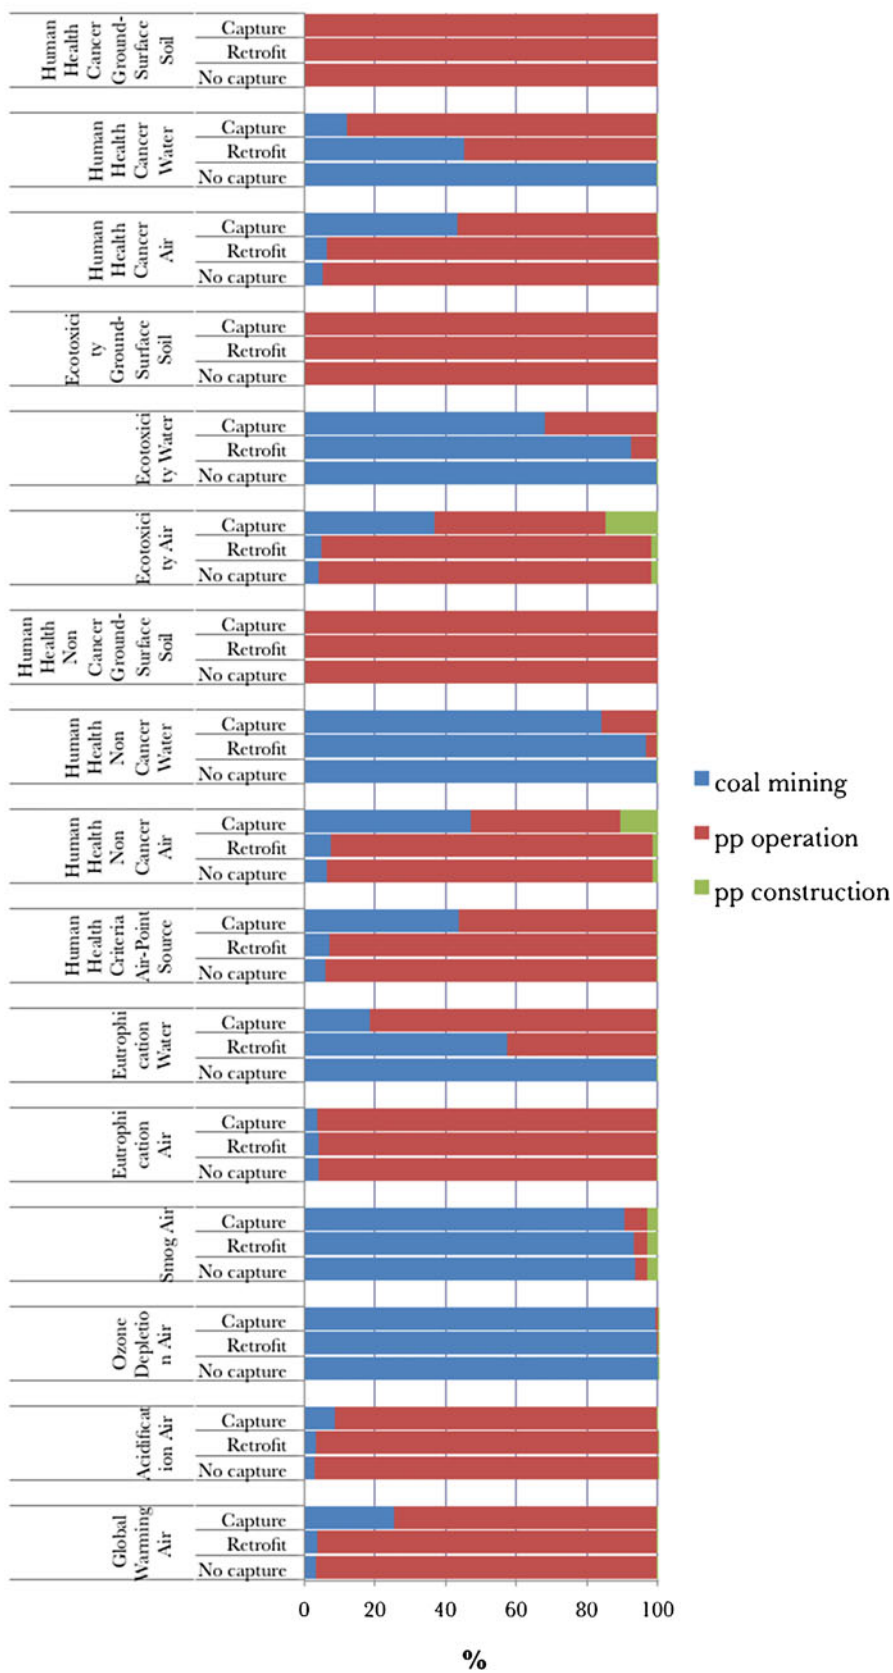 Human
Health
Cancer
Ground-
Surface
Soil
Capture
Retrofit
No capture
Human
Health
Cancer
Water
Capture
Retrofit
No capture
Human
Health
Cancer
Air
Capture
Retrofit
No capture
Ecotoxici
ty
Ground-
Surface
Soil
Capture
Retrofit
No capture
Ecotoxici
ty Water
Capture
Retrofit
No capture
Ecotoxici
ty Air
Capture
Retrofit
No capture
Human
Health
Non
Cancer
Ground-
Surface
Soil
Capture
Retrofit
No capture
Human
Health
Non
Cancer
Water
Capture
Retrofit
No capture
Human
Health
Non
Cancer
Air
Capture
Retrofit
No capture
Human
Health
Criteria
Air-Point
Source
Capture
Retrofit
No capture
Eutrophi
cation
Water
Capture
Retrofit
No capture
Eutrophi
cation
Air
Capture
Retrofit
No capture
Smog Air
Capture
Retrofit
No capture
Ozone
Depletio
n Air
Capture
Retrofit
No capture
Acidificat
ion Air
Capture
Retrofit
No capture
Global
Warming
Air
Capture
Retrofit
No capture
0 20 40 60 80 100
%
coal mining
pp operation
pp construction